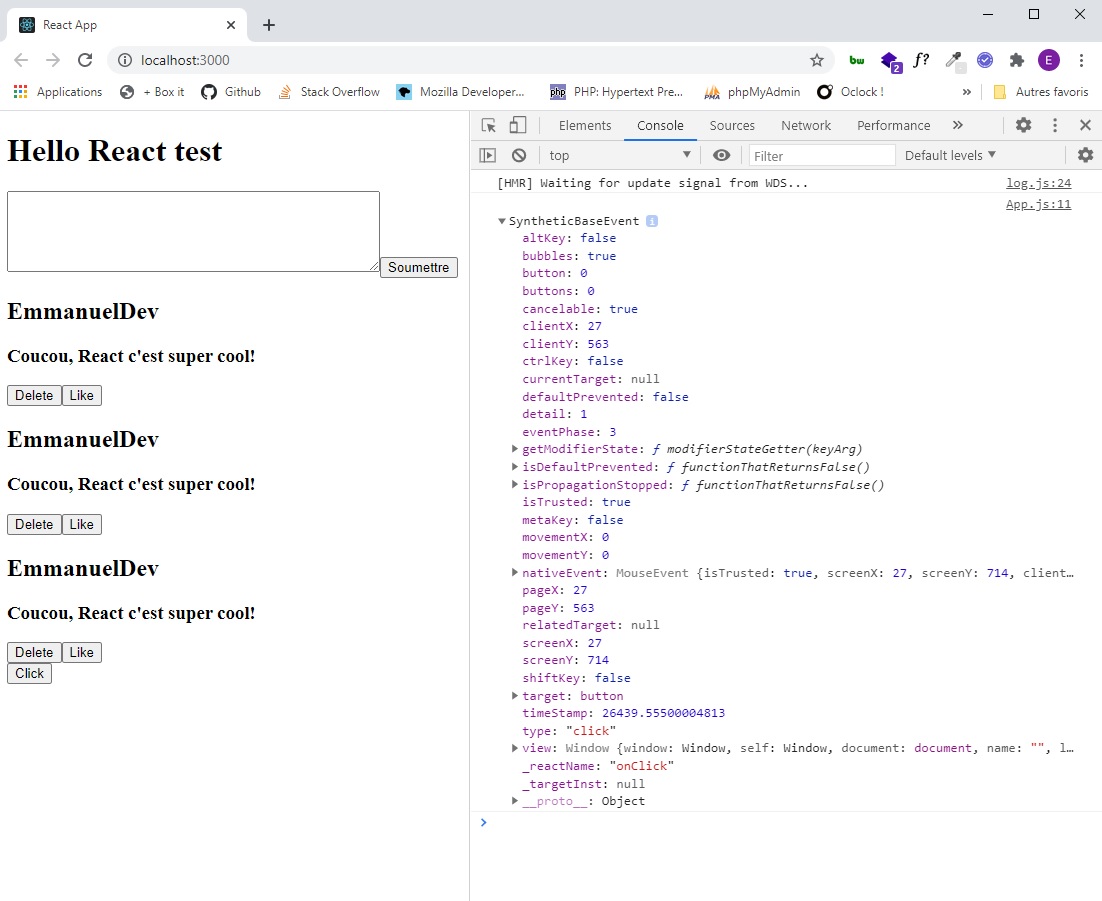 React App
localhost:3000
bw
2
f?
E
Applications
+ Box it
Github
Stack Overflow
Mozilla Developer...
php
PHP: Hypertext Pre...
PMA
phpMyAdmin
Oclock !
»
Autres favoris
Hello React test
Soumettre
EmmanuelDev
Coucou, React c'est super cool!
Delete
Like
EmmanuelDev
Coucou, React c'est super cool!
Delete
Like
EmmanuelDev
Coucou, React c'est super cool!
Delete
Like
Click
Elements
Console
Sources
Network
Performance
»
top
Filter
Default levels
[HMR] Waiting for update signal from WDS... log.js:24
App.js:11
SyntheticBaseEvent i
altKey: false
bubbles: true
button: 0
buttons: 0
cancelable: true
clientX: 27
clientY: 563
ctrlKey: false
currentTarget: null
defaultPrevented: false
detail: 1
eventPhase: 3
getModifierState: ƒ modifierStateGetter(keyArg)
isDefaultPrevented: ƒ functionThatReturnsFalse()
isPropagationStopped: ƒ functionThatReturnsFalse()
isTrusted: true
metaKey: false
movementX: 0
movementY: 0
nativeEvent: MouseEvent {isTrusted: true, screenX: 27, screenY: 714, client…
pageX: 27
pageY: 563
relatedTarget: null
screenX: 27
screenY: 714
shiftKey: false
target: button
timeStamp: 26439.55500004813
type: "click"
view: Window {window: Window, self: Window, document: document, name: "", l…
_reactName: "onClick"
_targetInst: null
__proto__: Object